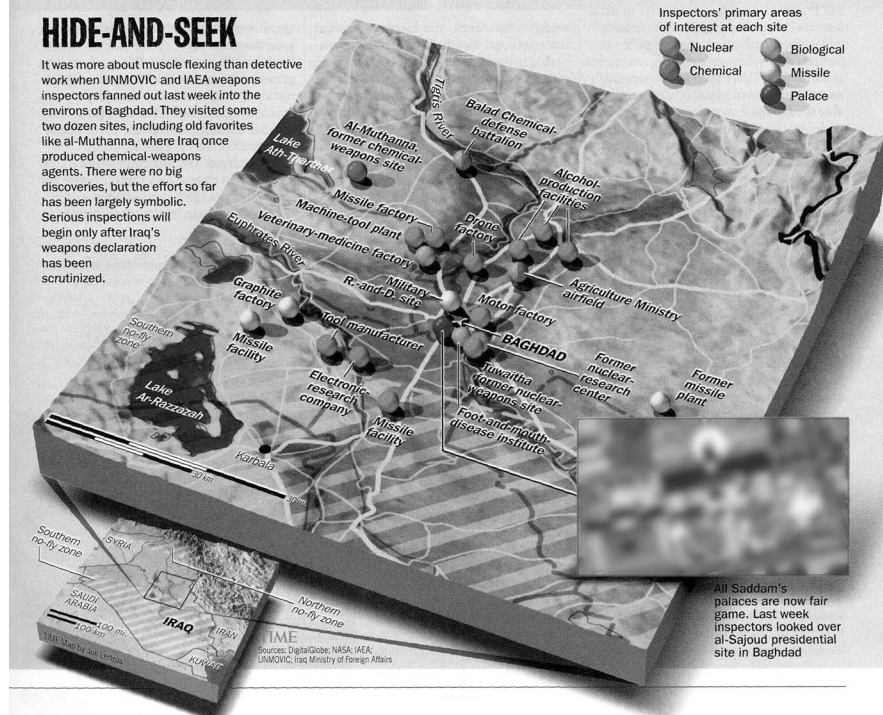 HIDE-AND-SEEK
It was more about muscle flexing than detective
work when UNMOVIC and IAEA weapons
inspectors fanned out last week into the
environs of Baghdad. They visited some
two dozen sites, including old favorites
like al-Muthanna, where Iraq once
produced chemical-weapons
agents. There were no big
discoveries, but the effort so far
has been largely symbolic.
Serious inspections will
begin only after Iraq's
weapons declaration
has been
scrutinized.
Inspectors' primary areas
of interest at each site
Nuclear
Biological
Chemical
Missile
Palace
Tigris River
Balad Chemical-
defense
battalion
Al-Muthanna,
former chemical-
weapons site
Lake
Ath-Tharthar
Alcohol-
production
facilities
Missile factory
Machine-tool plant
Veterinary-medicine factory
Drone
factory
Euphrates River
Military
R.-and-D. site
Agriculture Ministry
airfield
Graphite
factory
Motor factory
Missile
facility
Tool manufacturer
BAGHDAD
Southern
no-fly
zone
Former
nuclear-
research
center
Former
missile
plant
Tuwaitha
former nuclear-
weapons site
Lake
Ar-Razzazah
Electronic-
research
company
Missile
facility
Foot-and-mouth-
disease institute
Karbala
30 km
30 mi.
Southern
no-fly zone
SYRIA
SAUDI
ARABIA
IRAQ
IRAN
KUWAIT
Northern
no-fly zone
100 mi.
100 km
TIME Map by Joe Lertola
TIME
Sources: DigitalGlobe; NASA; IAEA;
UNMOVIC; Iraq Ministry of Foreign Affairs
All Saddam's
palaces are now fair
game. Last week
inspectors looked over
al-Sajoud presidential
site in Baghdad